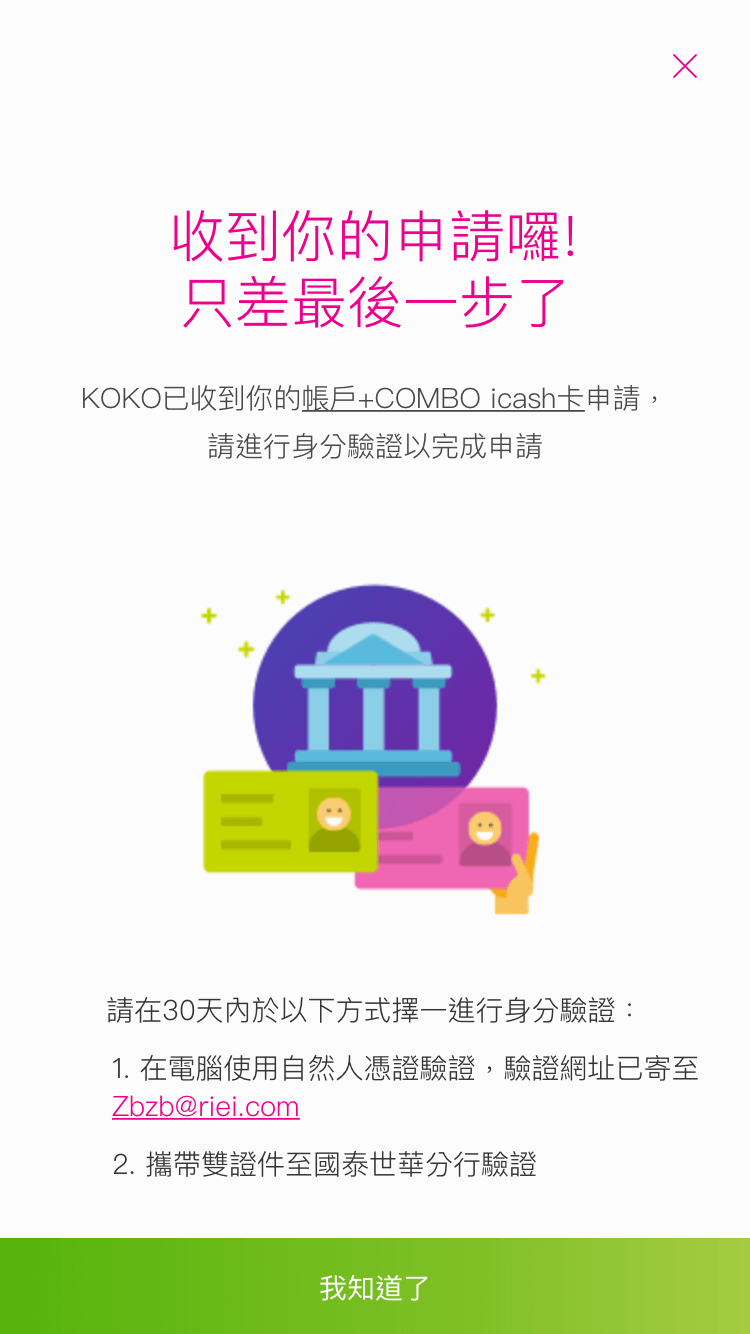 收到你的申請囉!
只差最後一步了
KOKO已收到你的帳戶+COMBO icash卡申請，
請進行身分驗證以完成申請
請在30天內於以下方式擇一進行身分驗證：
1. 在電腦使用自然人憑證驗證，驗證網址已寄至
Zbzb@riei.com
2. 攜帶雙證件至國泰世華分行驗證
我知道了